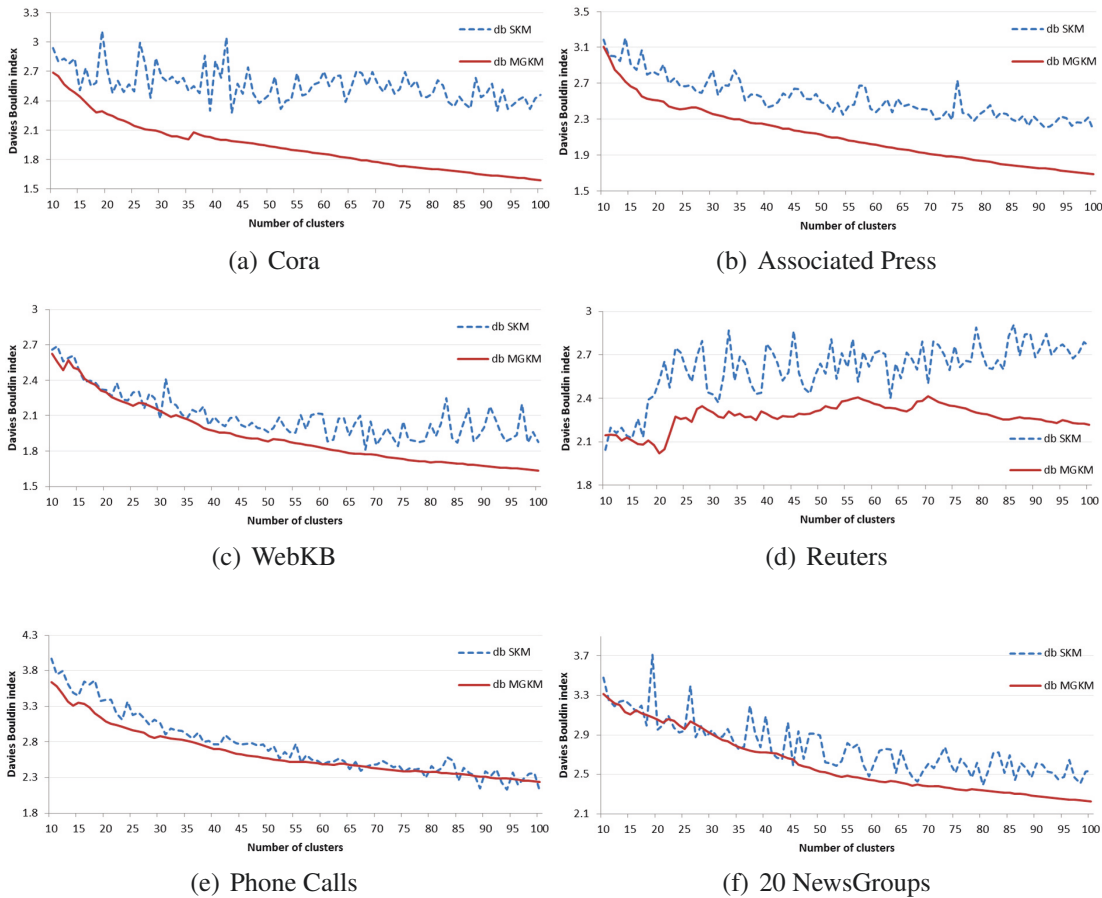 3.3
3
2.7
2.4
2.1
1.8
1.5
Davies Bouldin index
db SKM
db MGKM
10 15 20 25 30 35 40 45 50 55 60 65 70 75 80 85 90 95 100
Number of clusters
(a) Cora
3.5
3.1
2.7
2.3
1.9
1.5
Davies Bouldin index
db SKM
db MGKM
10 15 20 25 30 35 40 45 50 55 60 65 70 75 80 85 90 95 100
Number of clusters
(b) Associated Press
3
2.7
2.4
2.1
1.8
1.5
Davies Bouldin index
db SKM
db MGKM
10 15 20 25 30 35 40 45 50 55 60 65 70 75 80 85 90 95 100
Number of clusters
(c) WebKB
3
2.7
2.4
2.1
1.8
Davies Bouldin index
db SKM
db MGKM
10 15 20 25 30 35 40 45 50 55 60 65 70 75 80 85 90 95 100
Number of clusters
(d) Reuters
4.3
3.8
3.3
2.8
2.3
1.8
Davies Bouldin index
db SKM
db MGKM
10 15 20 25 30 35 40 45 50 55 60 65 70 75 80 85 90 95 100
Number of clusters
(e) Phone Calls
3.7
3.3
2.9
2.5
2.1
Davies Bouldin index
db SKM
db MGKM
10 15 20 25 30 35 40 45 50 55 60 65 70 75 80 85 90 95 100
Number of clusters
(f) 20 NewsGroups